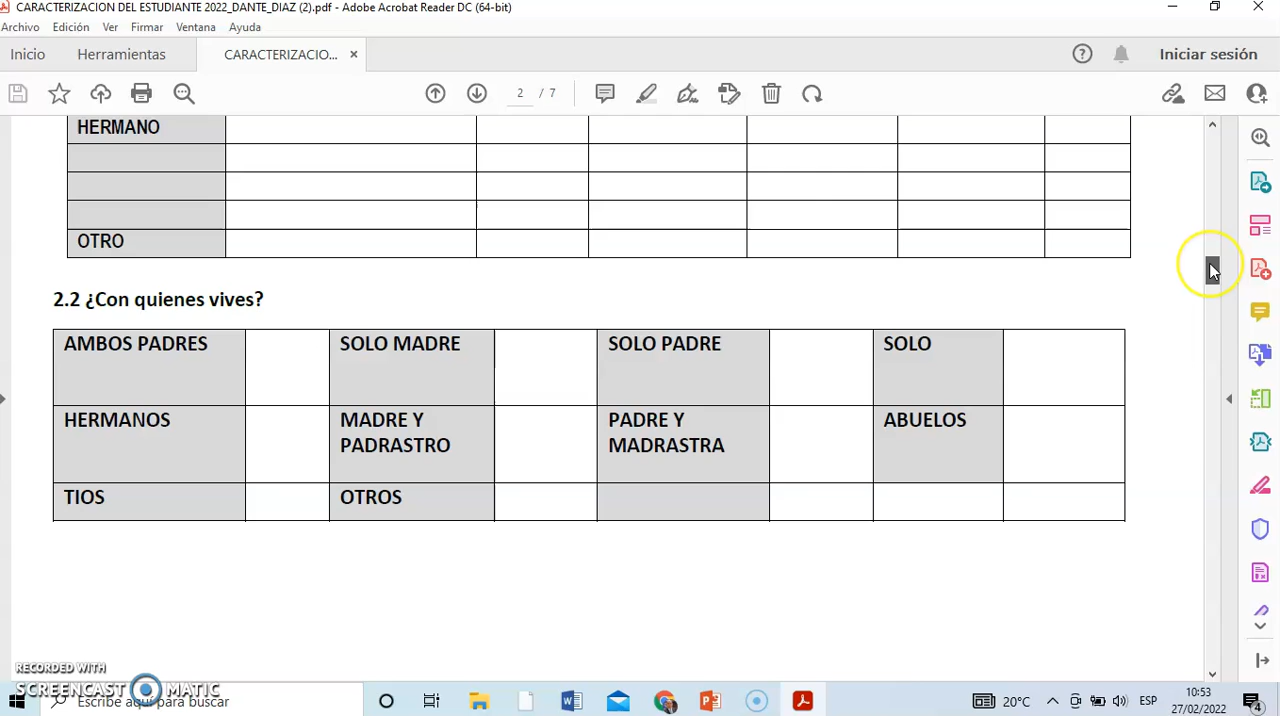 CARACTERIZACION DEL ESTUDIANTE 2022_DANTE_DIAZ (2).pdf - Adobe Acrobat Reader DC (64-bit)
Archivo Edición Ver Firmar Ventana Ayuda
Inicio Herramientas CARACTERIZACIO... × Iniciar sesión
2 / 7
HERMANO
OTRO
2.2 ¿Con quienes vives?
AMBOS PADRES SOLO MADRE SOLO PADRE SOLO
HERMANOS MADRE Y PADRE Y ABUELOS
PADRASTRO MADRASTRA
TIOS OTROS
RECORDED WITH
SCREENCAST MATIC
Escribe aquí para buscar
20°C ESP 10:53
27/02/2022 4